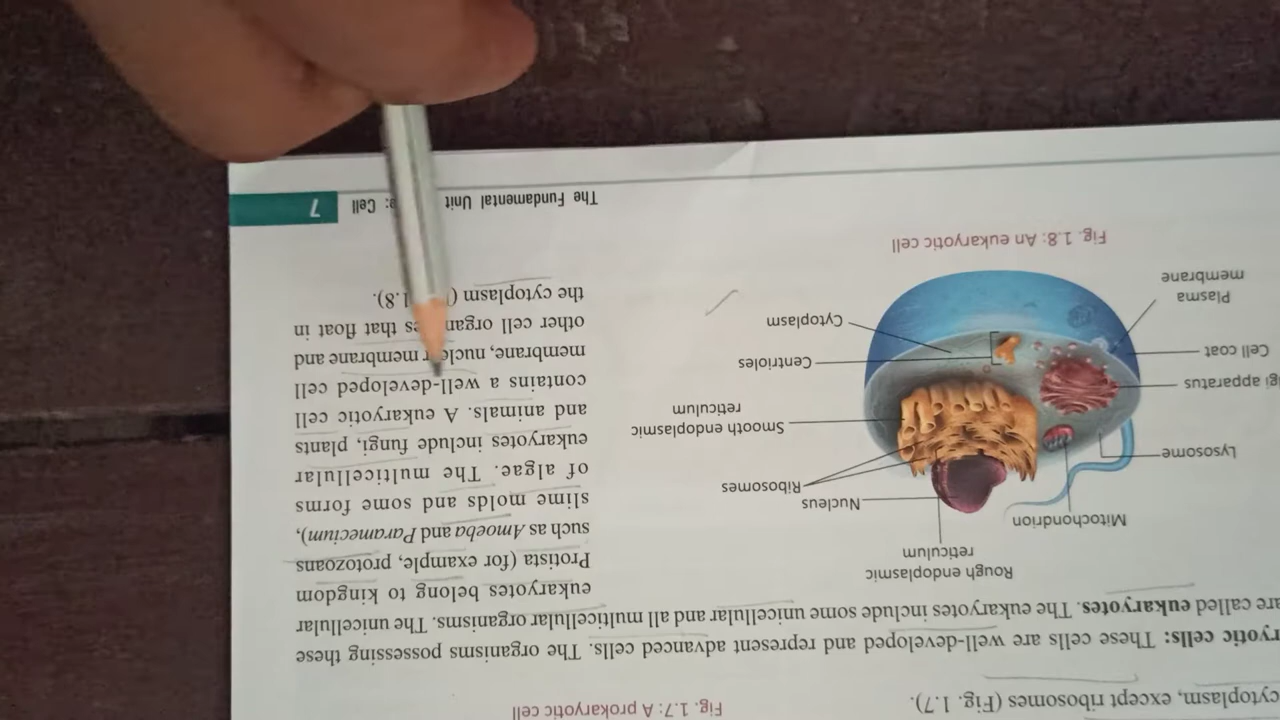 cytoplasm, except ribosomes (Fig. 1.7).
Fig. 1.7: A prokaryotic cell
ryotic cells: These cells are well-developed and represent advanced cells. The organisms possessing these
are called eukaryotes. The eukaryotes include some unicellular and all multicellular organisms. The unicellular
eukaryotes belong to kingdom
Protista (for example, protozoans
such as Amoeba and Paramecium),
slime molds and some forms
of algae. The multicellular
eukaryotes include fungi, plants
and animals. A eukaryotic cell
contains a well-developed cell
membrane, nuclear membrane and
other cell that float in
the cytoplasm 1.8).
Rough endoplasmic
reticulum
Mitochondrion
Nucleus
Ribosomes
Lysosome
Smooth endoplasmic
reticulum
gi apparatus
Centrioles
Cell coat
Cytoplasm
Plasma
membrane
Fig. 1.8: An eukaryotic cell
The Fundamental Unit : Cell
7